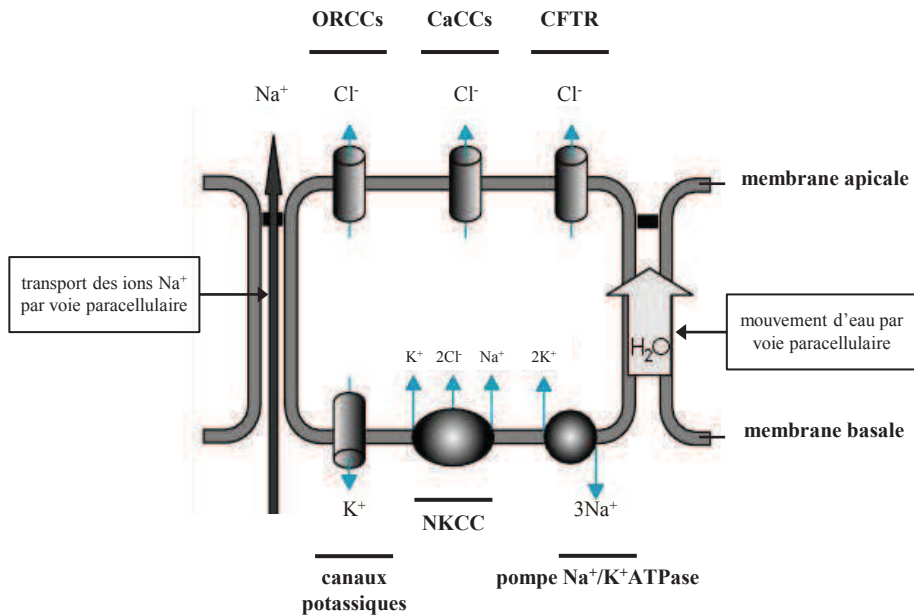 ORCCs CaCCs CFTR
Na⁺ Cl⁻ Cl⁻ Cl⁻
membrane apicale
transport des ions Na⁺
par voie paracellulaire
mouvement d'eau par
voie paracellulaire
H₂O
K⁺ 2Cl⁻ Na⁺ 2K⁺
membrane basale
K⁺ NKCC 3Na⁺
canaux
potassiques
pompe Na⁺/K⁺ATPase